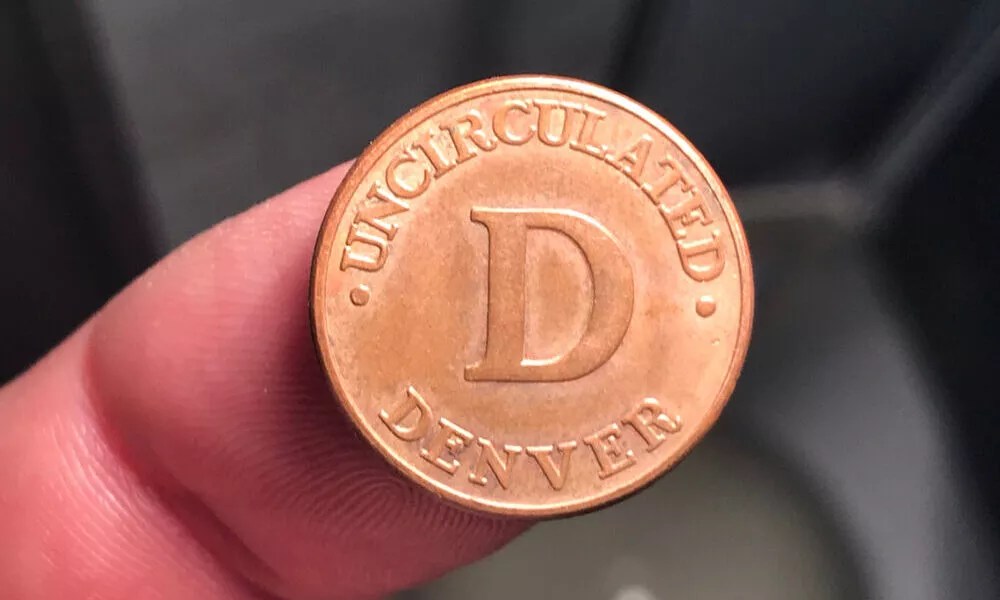 · UNCIRCULATED ·
D
DENVER